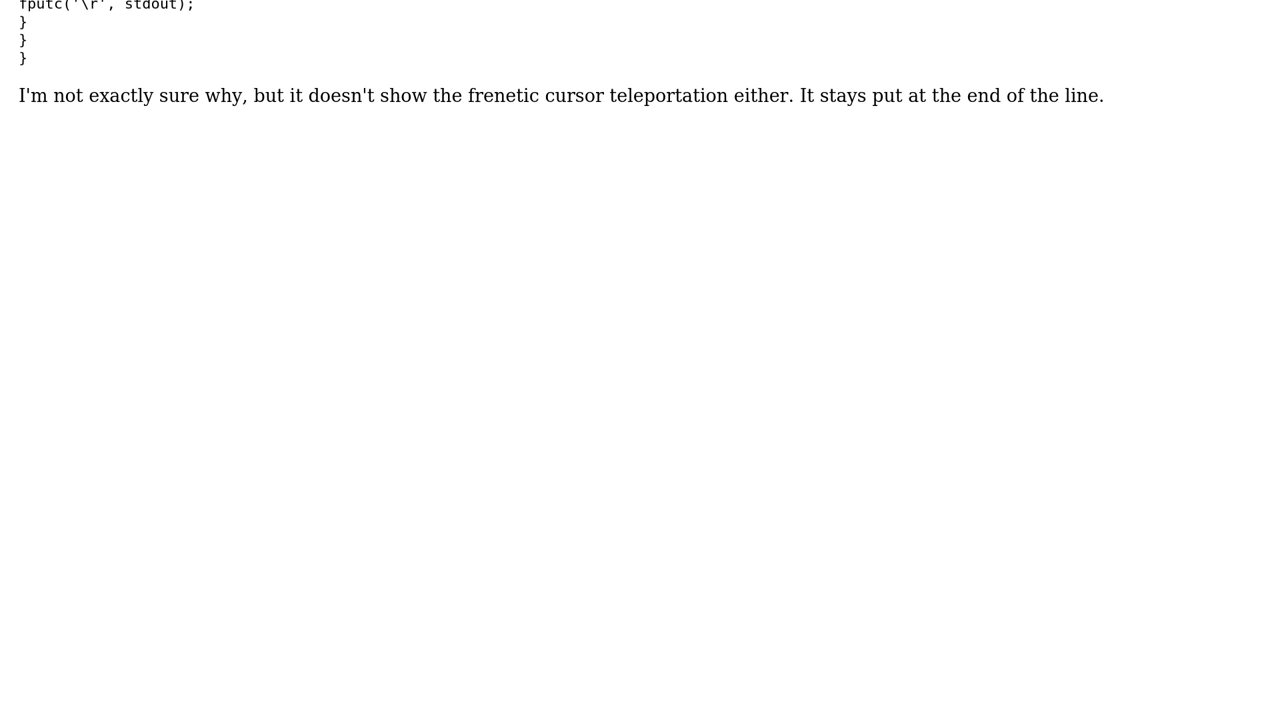 fputc('\r', stdout);
}
}
}
I'm not exactly sure why, but it doesn't show the frenetic cursor teleportation either. It stays put at the end of the line.